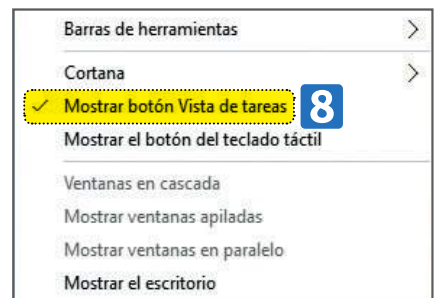 Barras de herramientas
Cortana
Mostrar botón Vista de tareas 8
Mostrar el botón del teclado táctil
Ventanas en cascada
Mostrar ventanas apiladas
Mostrar ventanas en paralelo
Mostrar el escritorio